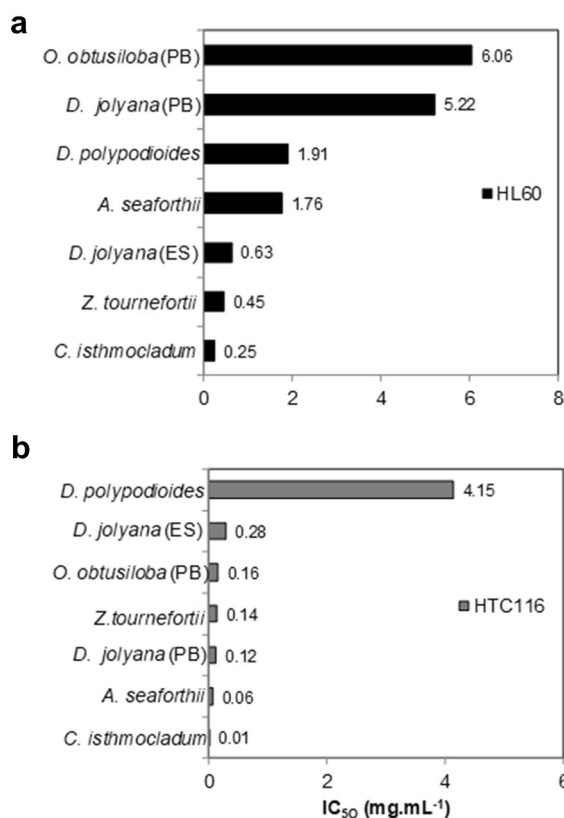 a
O. obtusiloba (PB) 6.06
D. jolyana (PB) 5.22
D. polypodioides 1.91
A. seaforthii 1.76
HL60
D. jolyana (ES) 0.63
Z. tournefortii 0.45
C. isthmocladum 0.25
0 2 4 6 8
b
D. polypodioides 4.15
D. jolyana (ES) 0.28
O. obtusiloba (PB) 0.16
HTC116
Z.tournefortii 0.14
D. jolyana (PB) 0.12
A. seaforthii 0.06
C. isthmocladum 0.01
0 2 4 6
IC50 (mg.mL-1)